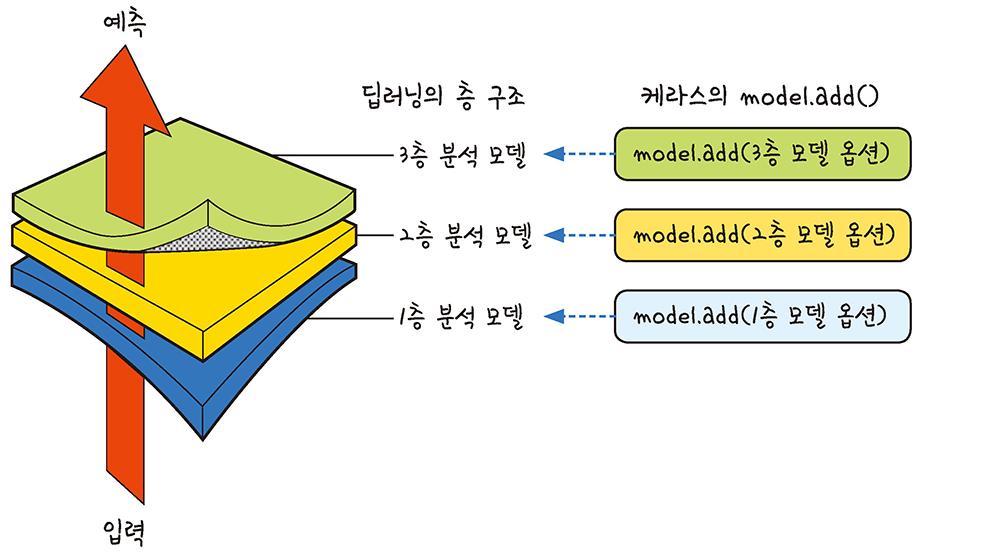 예측
딥러닝의 층 구조
케라스의 model.add()
3층 분석 모델
model.add(3층 모델 옵션)
2층 분석 모델
model.add(2층 모델 옵션)
1층 분석 모델
model.add(1층 모델 옵션)
입력